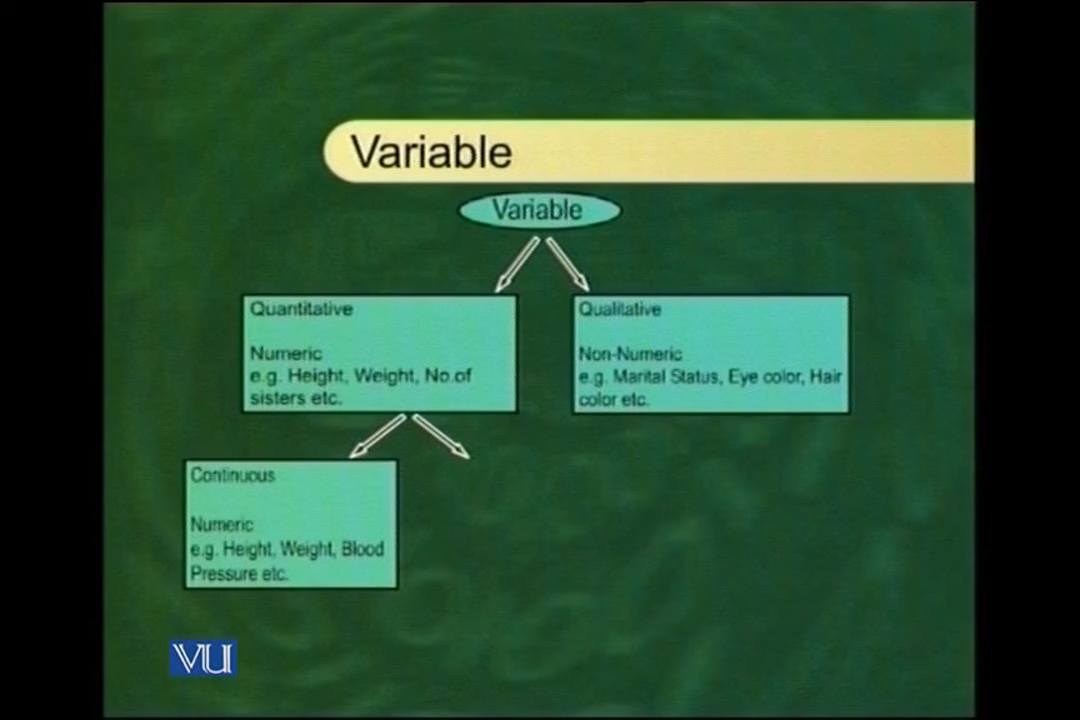 Variable
Variable
Quantitative
Numeric
e.g. Height, Weight, No.of
sisters etc.
Qualitative
Non-Numeric
e.g. Marital Status, Eye color, Hair
color etc.
Continuous
Numeric
e.g. Height, Weight, Blood
Pressure etc.
VU